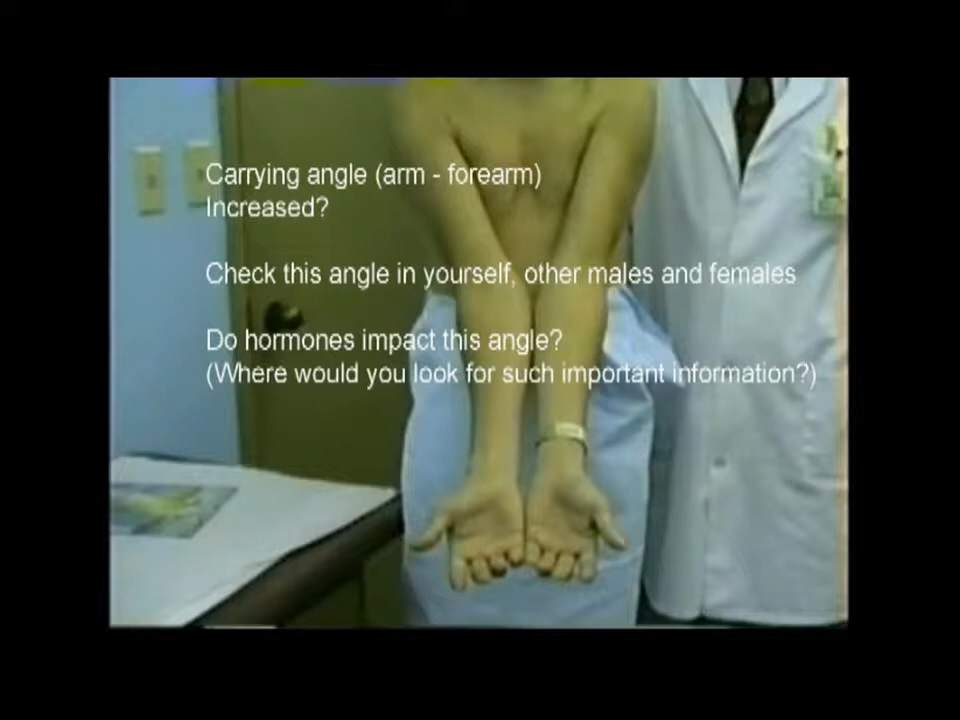 Carrying angle (arm - forearm)
Increased?
Check this angle in yourself, other males and females
Do hormones impact this angle?
(Where would you look for such important information?)